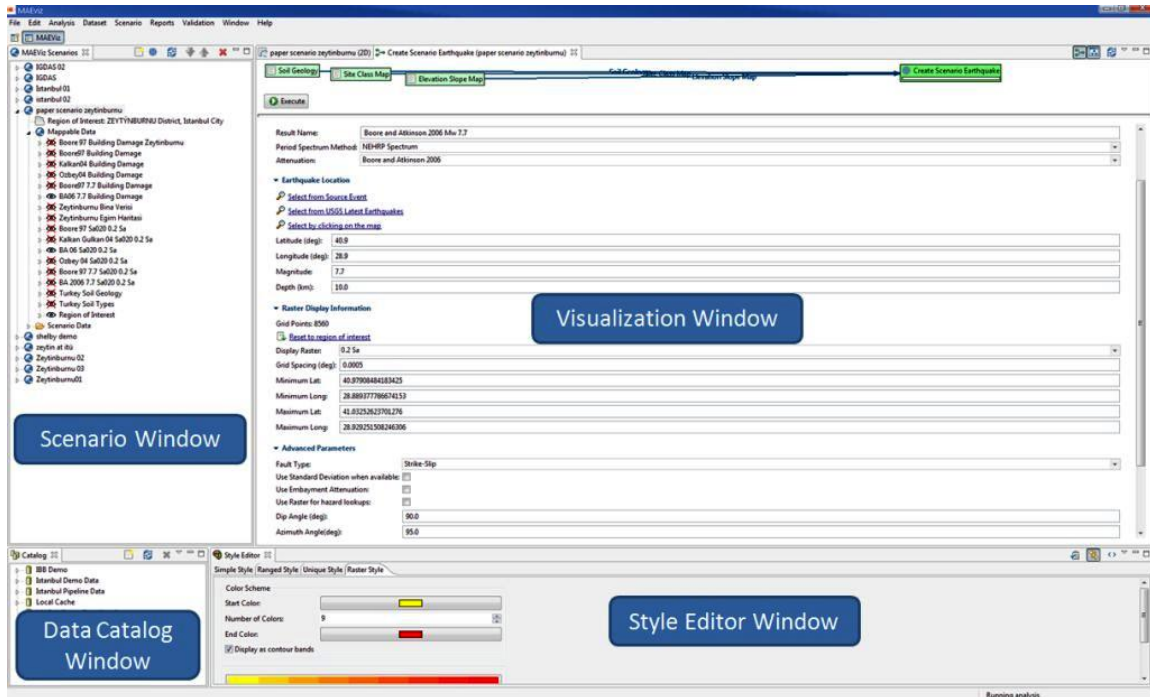 MAEviz
File Edit Analysis Dataset Scenario Reports Validation Window Help
MAEViz
MAEViz Scenarios
IGDAS 02
IGDAS
Istanbul 01
istanbul 02
paper scenario zeytinburnu
Region of Interest: ZEYTÝNBURNU District, Istanbul City
Mappable Data
Boore 97 Building Damage Zeytinburnu
Boore97 Building Damage
Kalkan04 Building Damage
Ozbey04 Building Damage
Boore97 7.7 Building Damage
BA06 7.7 Building Damage
Zeytinburnu Bina Verisi
Zeytinburnu Egim Haritasi
Boore 97 Sa020 0.2 Sa
Kalkan Gulkan 04 Sa020 0.2 Sa
BA 06 Sa020 0.2 Sa
Ozbey 04 Sa020 0.2 Sa
Boore 97 7.7 Sa020 0.2 Sa
BA 2006 7.7 Sa020 0.2 Sa
Turkey Soil Geology
Turkey Soil Types
Region of Interest
Scenario Data
shelby demo
zeytin at itü
Zeytinburnu 02
Zeytinburnu 03
Zeytinburnu01
Scenario Window
paper scenario zeytinburnu (2D) Create Scenario Earthquake (paper scenario zeytinburnu)
Soil Geology Site Class Map Elevation Slope Map Elevation Slope Map Create Scenario Earthquake
Execute
Result Name: Boore and Atkinson 2006 Mw 7.7
Period Spectrum Method: NEHRP Spectrum
Attenuation: Boore and Atkinson 2006
Earthquake Location
Select from Source Event
Select from USGS Latest Earthquakes
Select by clicking on the map
Latitude (deg): 40.9
Longitude (deg): 28.9
Magnitude: 7.7
Depth (km): 10.0
Raster Display Information
Grid Points: 8560
Reset to region of interest
Display Raster: 0.2 Sa
Grid Spacing (deg): 0.0005
Minimum Lat: 40.97908484183425
Minimum Long: 28.889377786674153
Maximum Lat: 41.03252623701276
Maximum Long: 28.929251508246306
Visualization Window
Advanced Parameters
Fault Type: Strike-Slip
Use Standard Deviation when available:
Use Embayment Attenuation:
Use Raster for hazard lookups:
Dip Angle (deg): 90.0
Azimuth Angle(deg): 95.0
Catalog
IBB Demo
Istanbul Demo Data
Istanbul Pipeline Data
Local Cache
Data Catalog
Window
Style Editor
Simple Style Ranged Style Unique Style Raster Style
Color Scheme
Start Color:
Number of Colors: 9
End Color:
Display as contour bands
Style Editor Window
Running analysis